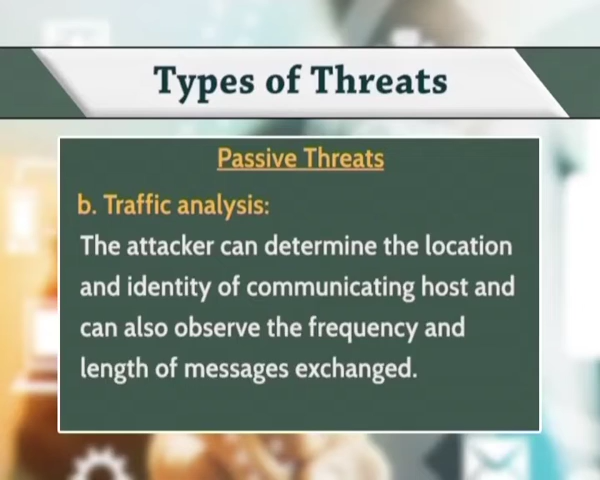 Types of Threats
Passive Threats
b. Traffic analysis:
The attacker can determine the location
and identity of communicating host and
can also observe the frequency and
length of messages exchanged.